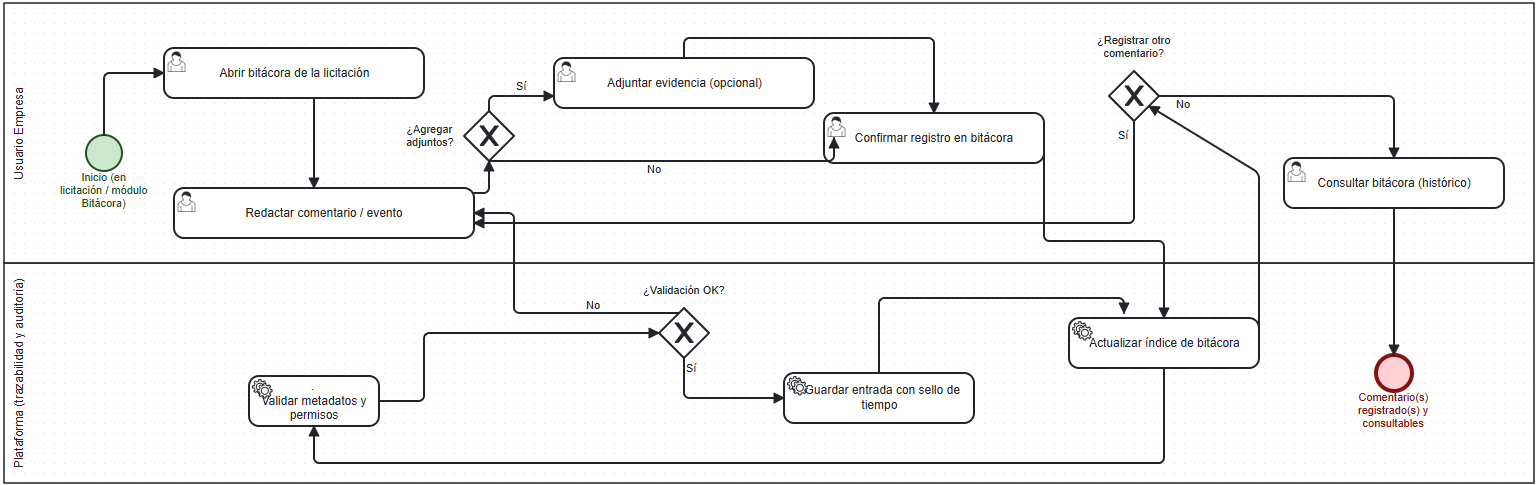 Usuario Empresa
Inicio (en
licitación / módulo
Bitácora)
Abrir bitácora de la licitación
Redactar comentario / evento
¿Agregar
adjuntos?
Sí
No
Adjuntar evidencia (opcional)
Confirmar registro en bitácora
¿Registrar otro
comentario?
No
Sí
Consultar bitácora (histórico)
Plataforma (trazabilidad y auditoría)
.
Validar metadatos y
permisos
¿Validación OK?
No
Sí
Guardar entrada con sello de
tiempo
Actualizar índice de bitácora
Comentario(s)
registrado(s) y
consultables